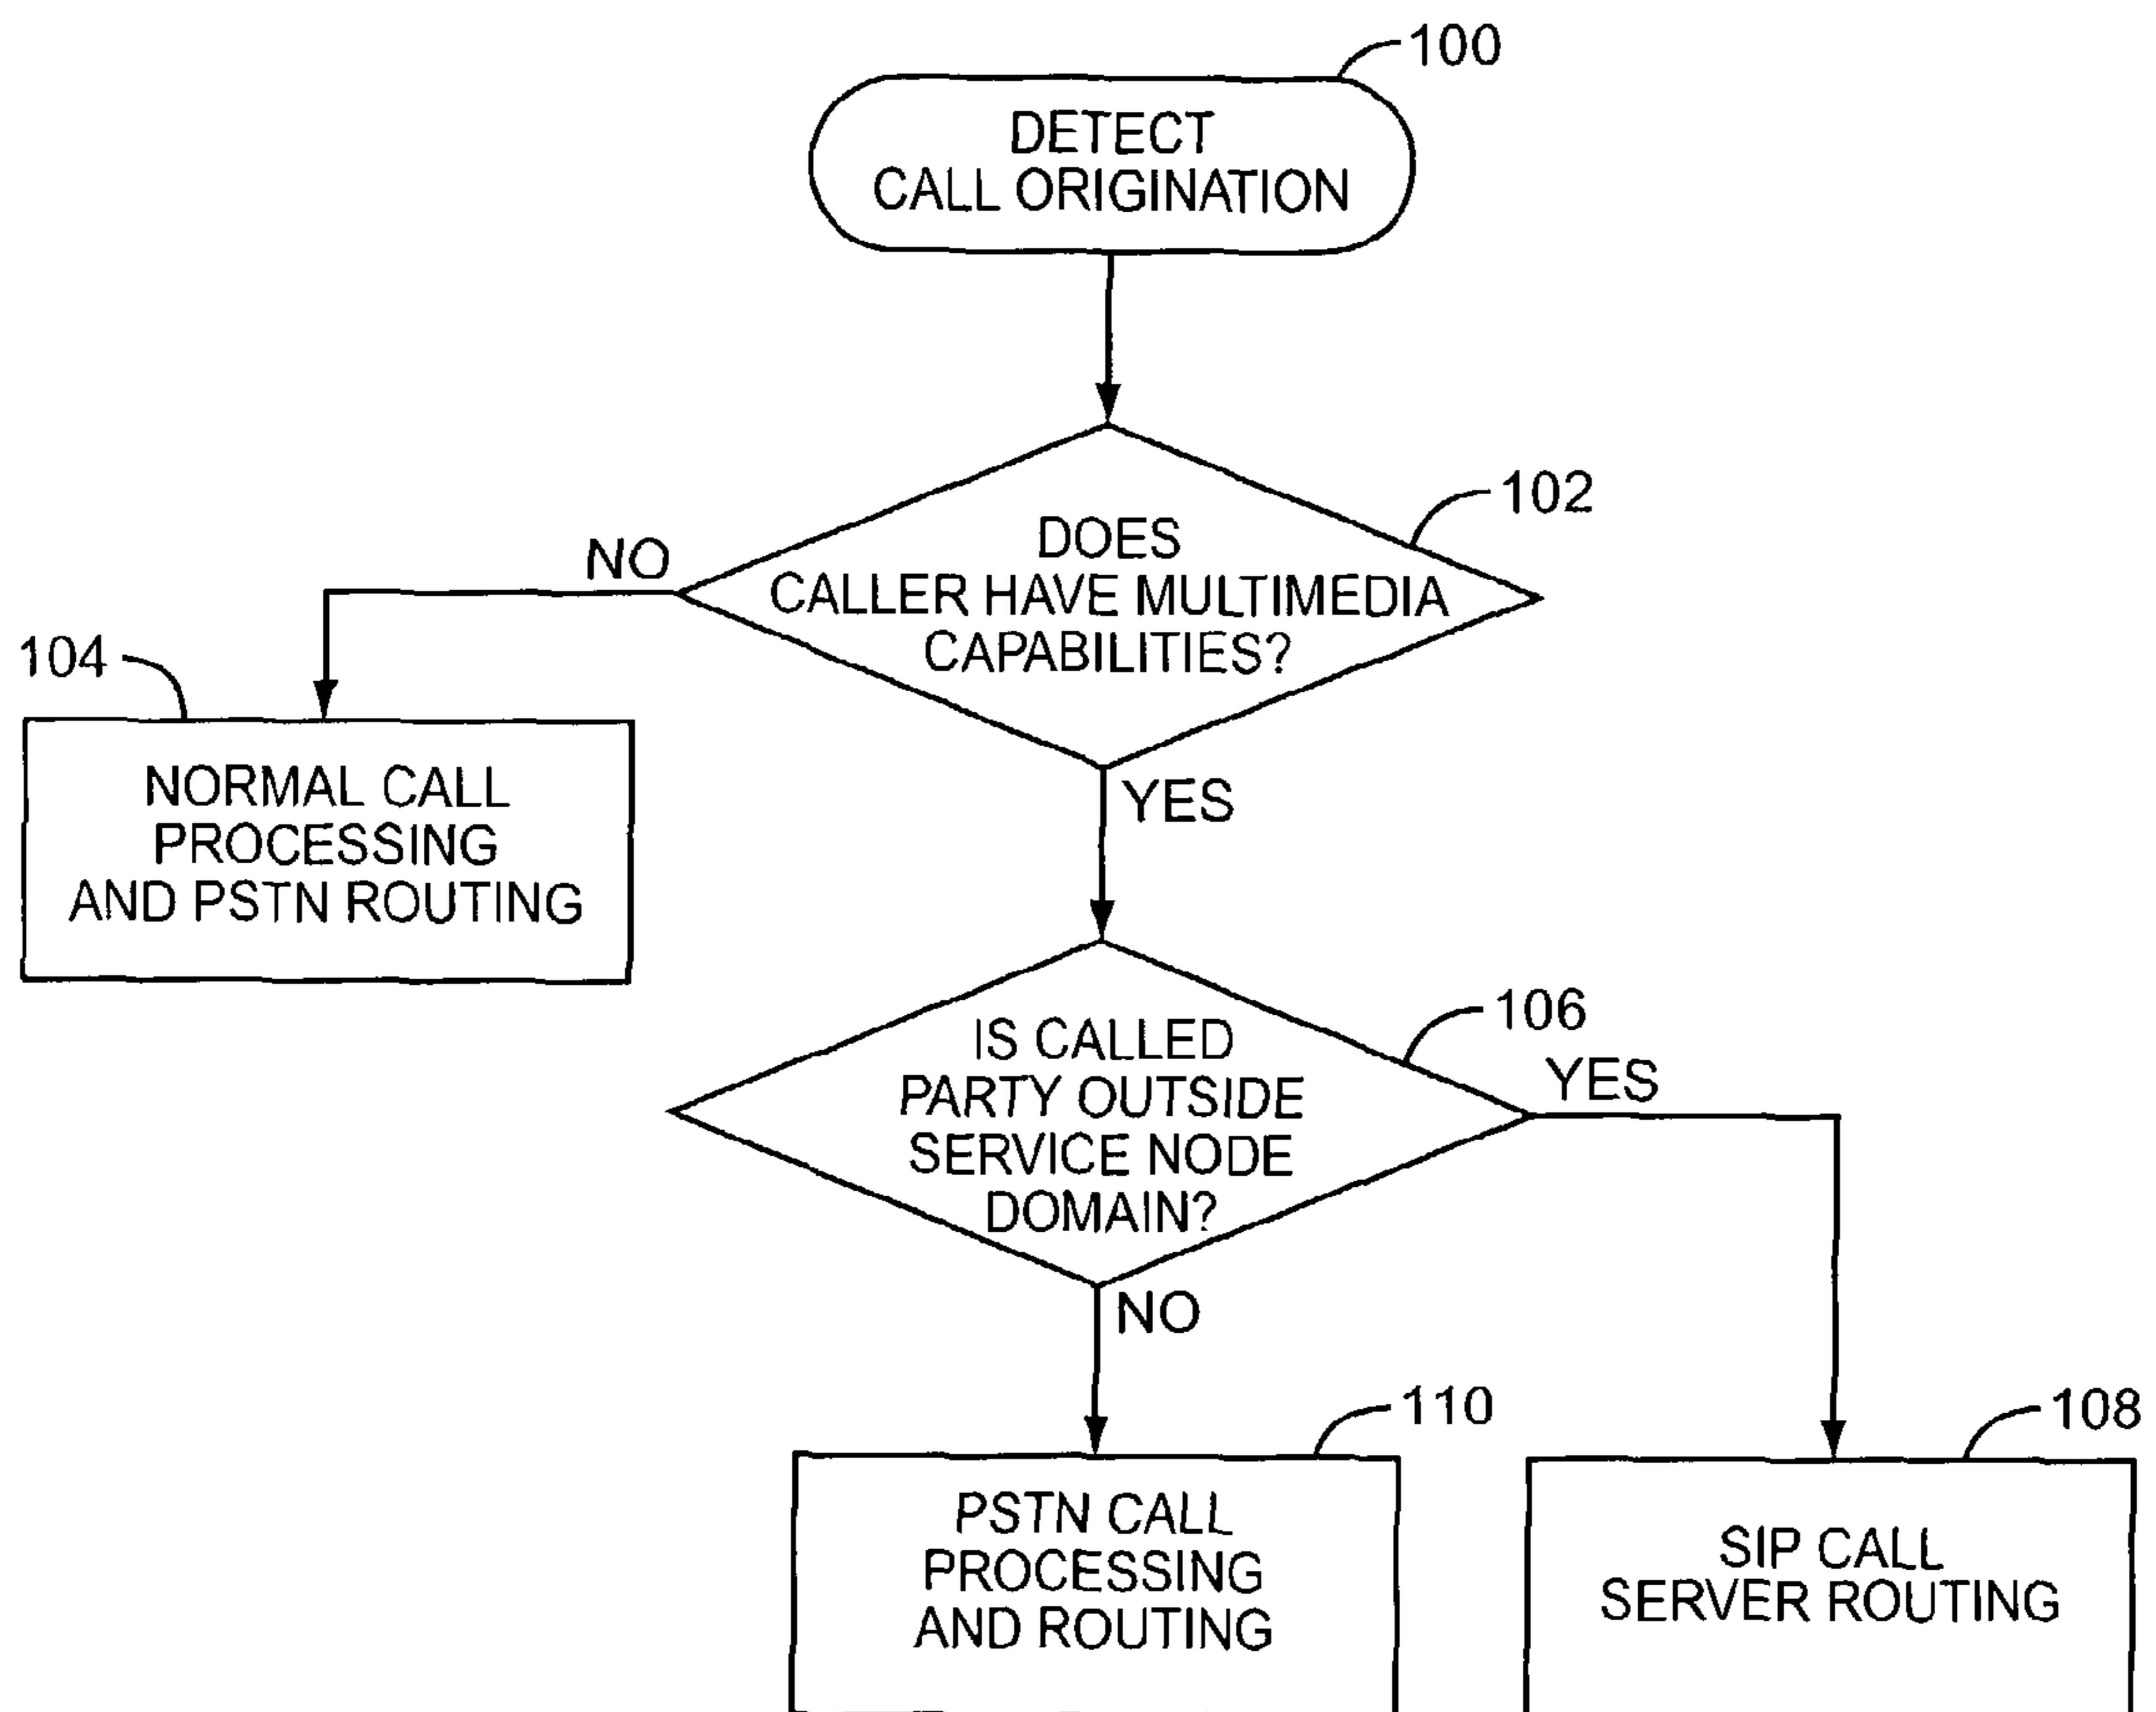 100
DETECT
CALL ORIGINATION
102
DOES
CALLER HAVE MULTIMEDIA
CAPABILITIES?
NO
YES
104
NORMAL CALL
PROCESSING
AND PSTN ROUTING
106
IS CALLED
PARTY OUTSIDE
SERVICE NODE
DOMAIN?
YES
NO
110
PSTN CALL
PROCESSING
AND ROUTING
108
SIP CALL
SERVER ROUTING